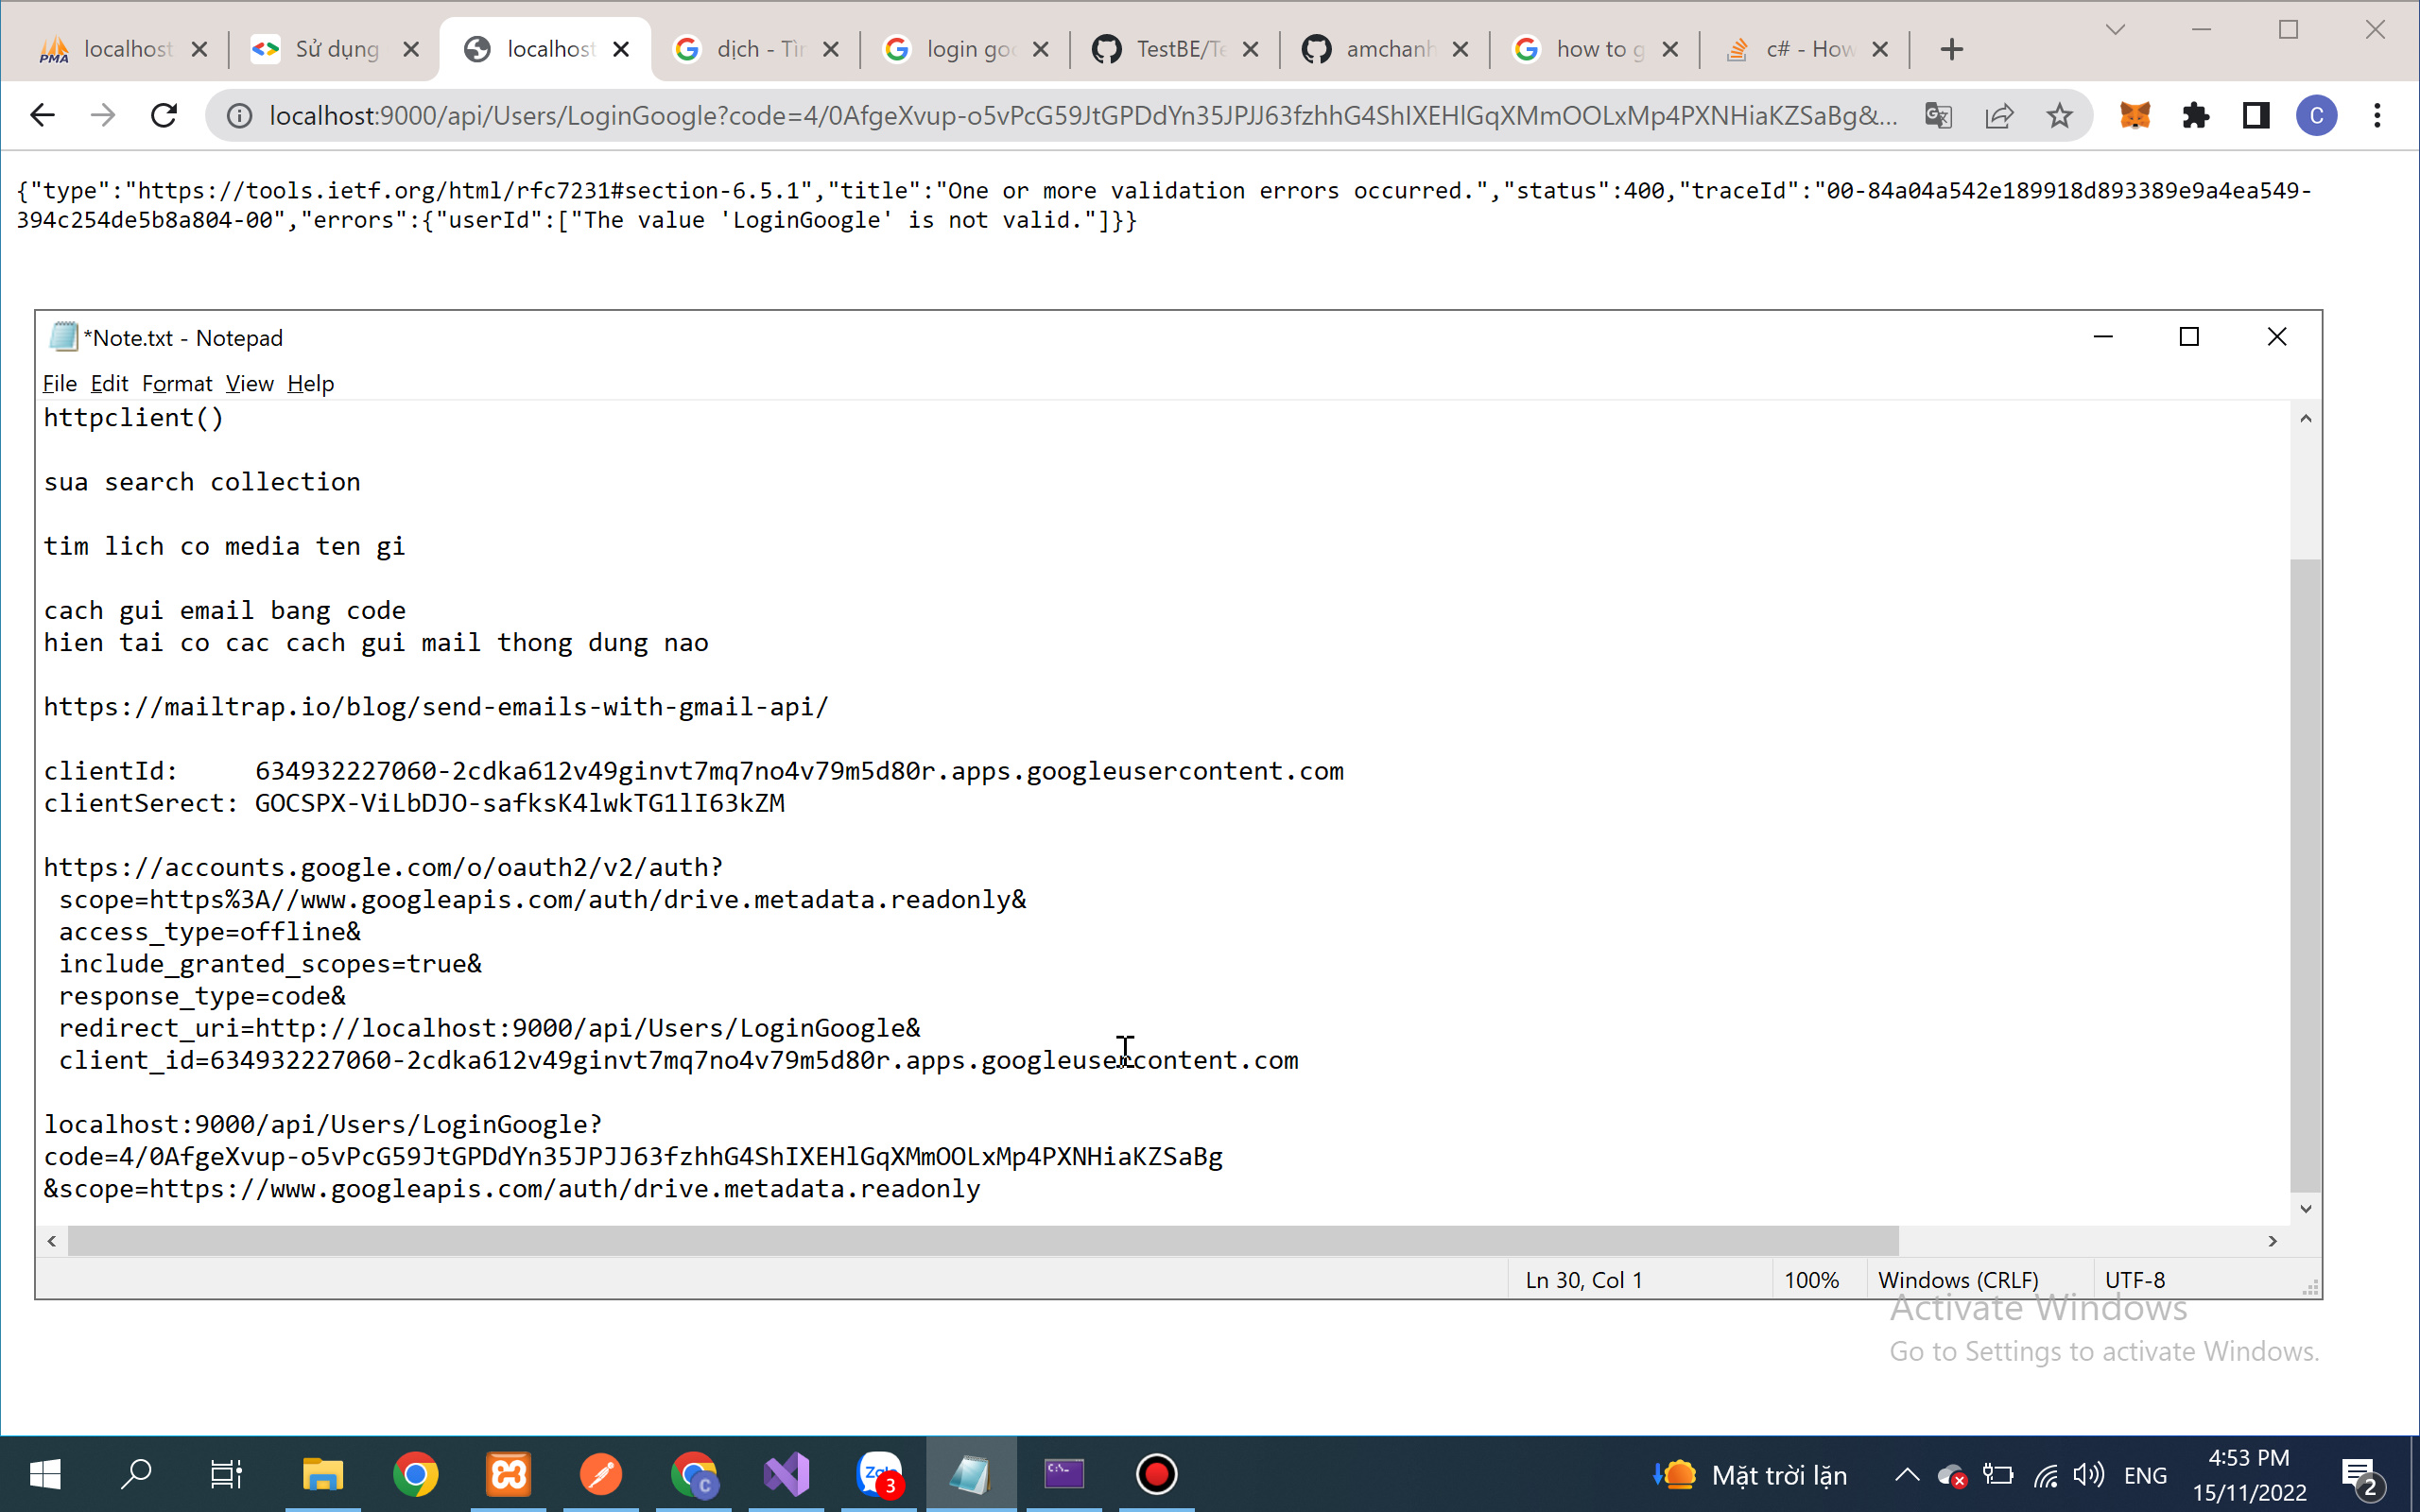 localhost
Sử dụng
localhost
dịch - Tìn
login goo
TestBE/Te
amchanh
how to g
c# - How
localhost:9000/api/Users/LoginGoogle?code=4/0AfgeXvup-o5vPcG59JtGPDdYn35JPJJ63fzhhG4ShIXEHlGqXMmOOLxMp4PXNHiaKZSaBg&...
C
{"type":"https://tools.ietf.org/html/rfc7231#section-6.5.1","title":"One or more validation errors occurred.","status":400,"traceId":"00-84a04a542e189918d893389e9a4ea549-
394c254de5b8a804-00","errors":{"userId":["The value 'LoginGoogle' is not valid."]}}
*Note.txt - Notepad
File Edit Format View Help
httpclient()
sua search collection
tim lich co media ten gi
cach gui email bang code
hien tai co cac cach gui mail thong dung nao
https://mailtrap.io/blog/send-emails-with-gmail-api/
clientId: 634932227060-2cdka612v49ginvt7mq7no4v79m5d80r.apps.googleusercontent.com
clientSerect: 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
https://accounts.google.com/o/oauth2/v2/auth?
scope=https%3A//www.googleapis.com/auth/drive.metadata.readonly&
access_type=offline&
include_granted_scopes=true&
response_type=code&
redirect_uri=http://localhost:9000/api/Users/LoginGoogle&
client_id=634932227060-2cdka612v49ginvt7mq7no4v79m5d80r.apps.googleusercontent.com
localhost:9000/api/Users/LoginGoogle?
code=4/0AfgeXvup-o5vPcG59JtGPDdYn35JPJJ63fzhhG4ShIXEHlGqXMmOOLxMp4PXNHiaKZSaBg
&scope=https://www.googleapis.com/auth/drive.metadata.readonly
Ln 30, Col 1
100%
Windows (CRLF)
UTF-8
Activate Windows
Go to Settings to activate Windows.
Mặt trời lặn
ENG
4:53 PM
15/11/2022
2
3